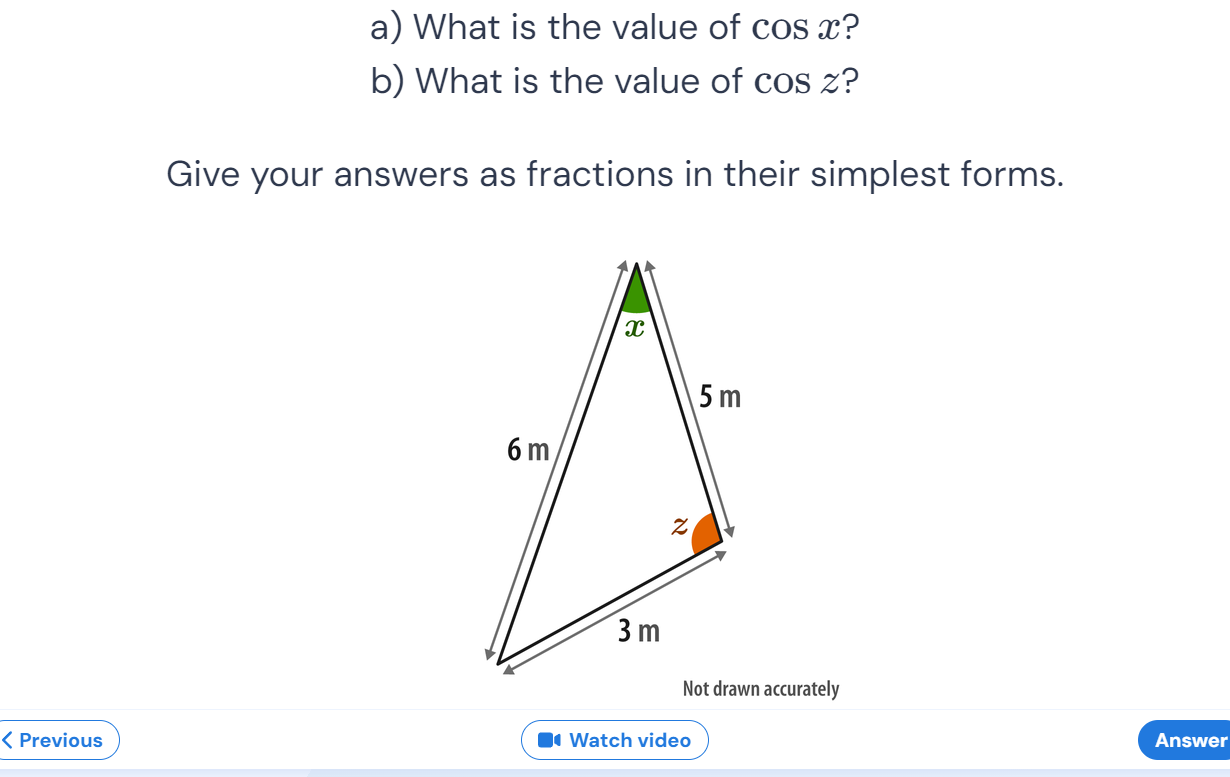 a) What is the value of cos x?
b) What is the value of cos z?
Give your answers as fractions in their simplest forms.
x
5 m
6 m
z
3 m
Not drawn accurately
Previous
Watch video
Answer